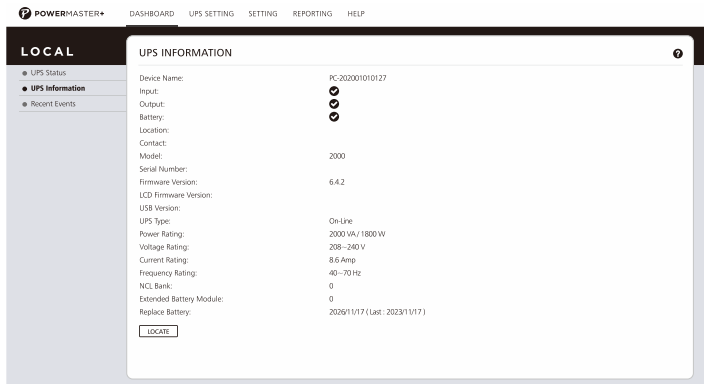 POWERMASTER+ DASHBOARD UPS SETTING SETTING REPORTING HELP
LOCAL
UPS Status
UPS Information
Recent Events
UPS INFORMATION
Device Name: PC-202001010127
Input:
Output:
Battery:
Location:
Contact:
Model: 2000
Serial Number:
Firmware Version: 6.4.2
LCD Firmware Version:
USB Version:
UPS Type: On-Line
Power Rating: 2000 VA / 1800 W
Voltage Rating: 208~240 V
Current Rating: 8.6 Amp
Frequency Rating: 40~70 Hz
NCL Bank: 0
Extended Battery Module: 0
Replace Battery: 2026/11/17 ( Last : 2023/11/17 )
LOCATE